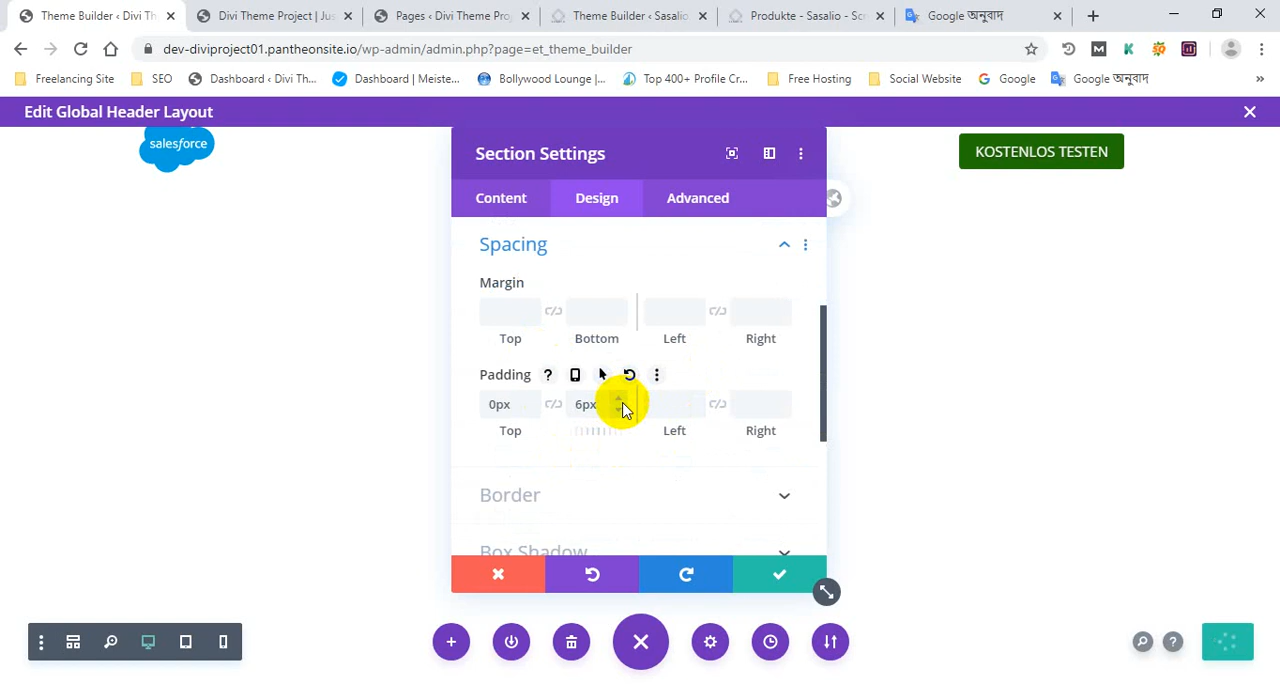 Theme Builder ‹ Divi Th
Divi Theme Project | Jus
Pages ‹ Divi Theme Pro
Theme Builder ‹ Sasalio
Produkte - Sasalio - Scr
Google অনুবাদ
dev-diviproject01.pantheonsite.io/wp-admin/admin.php?page=et_theme_builder
Freelancing Site
SEO
Dashboard ‹ Divi Th...
Dashboard | Meiste...
Bollywood Lounge |...
Top 400+ Profile Cr...
Free Hosting
Social Website
Google
Google অনুবাদ
»
Edit Global Header Layout
salesforce
KOSTENLOS TESTEN
Section Settings
Content
Design
Advanced
Spacing
Margin
Top
Bottom
Left
Right
Padding
?
0px
6px
Top
Left
Right
Border
Box Shadow
?